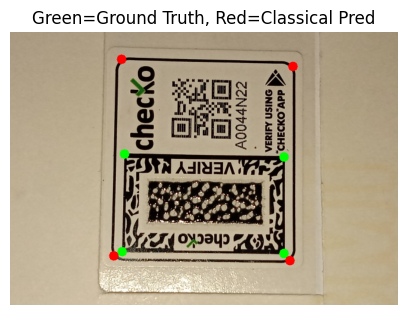 Green=Ground Truth, Red=Classical Pred
checko
A0044N22
VERIFY USING
"CHECKO" APP
VERIFY
checko